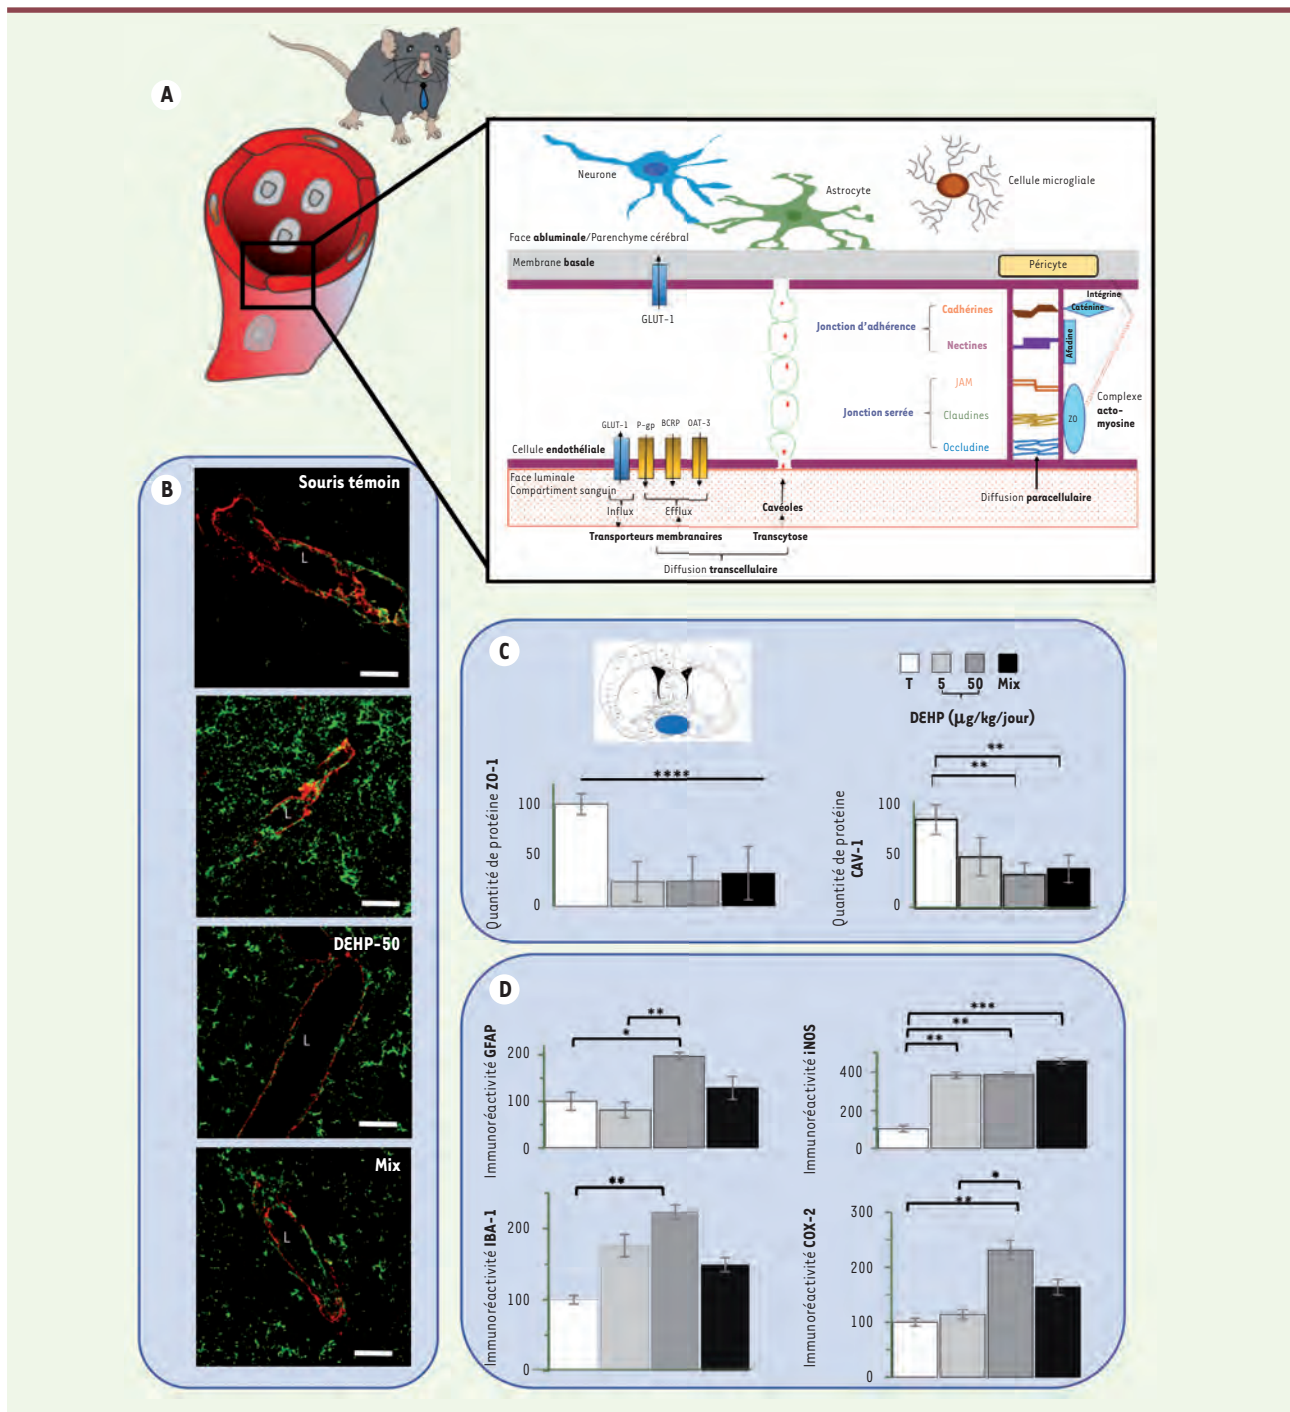 A
Neurone
Astrocyte
Cellule microgliale
Face abluminale/Parenchyme cérébral
Membrane basale
Péricyte
GLUT-1
Jonction d'adhérence
Cadhérines
Nectines
Intégrine
Caténine
Afadine
Jonction serrée
JAM
Claudines
Occludine
ZO
Complexe
acto-
myosine
GLUT-1 P-gp BCRP OAT-3
Cellule endothéliale
Face luminale
Compartiment sanguin
Influx
Efflux
Cavéoles
Diffusion paracellulaire
Transporteurs membranaires
Transcytose
Diffusion transcellulaire
B
Souris témoin
L
L
DEHP-50
L
Mix
L
C
T 5 50 Mix
DEHP (µg/kg/jour)
Quantité de protéine ZO-1
100
50
0
****
Quantité de protéine
CAV-1
100
50
0
**
**
D
Immunoréactivité GFAP
200
100
0
**
*
Immunoréactivité iNOS
400
200
0
***
**
**
Immunoréactivité IBA-1
200
100
0
**
Immunoréactivité COX-2
300
200
100
0
*
**